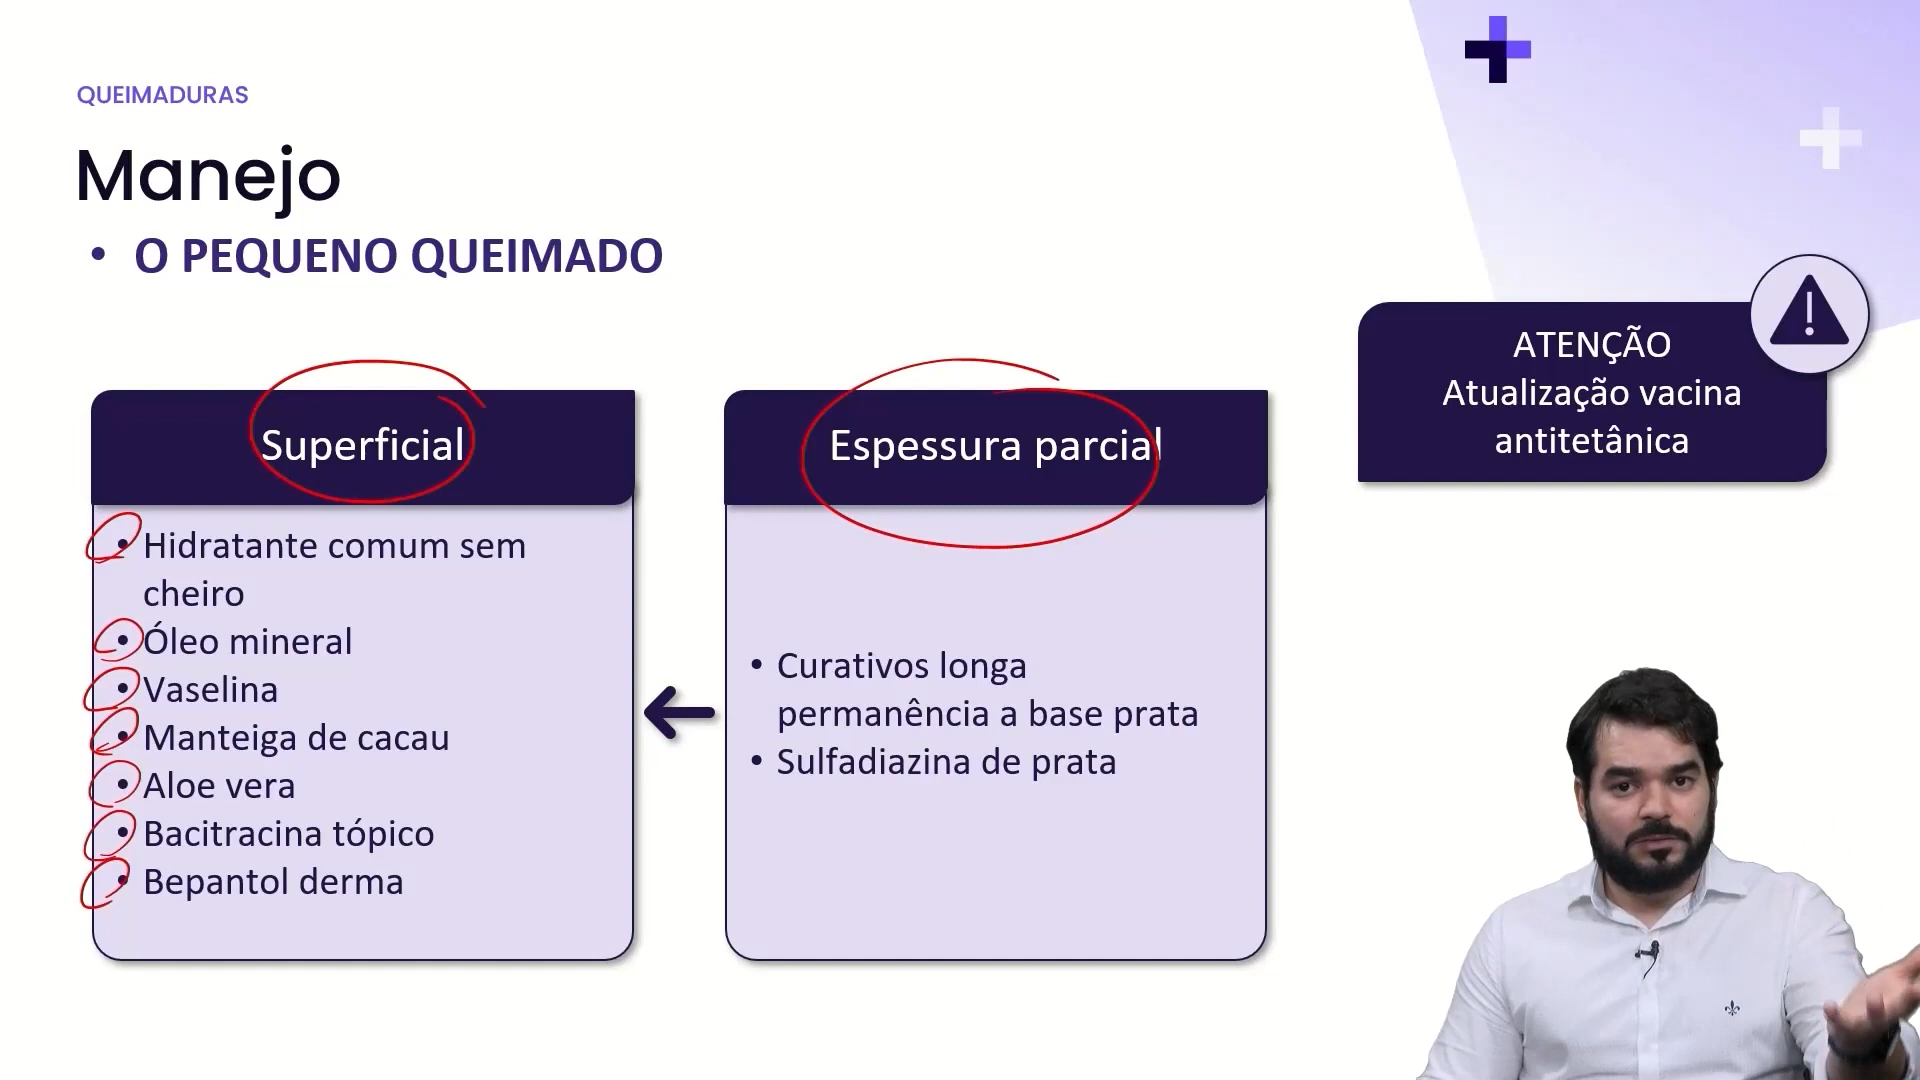 QUEIMADURAS
Manejo
• O PEQUENO QUEIMADO
Superficial
• Hidratante comum sem
cheiro
• Óleo mineral
• Vaselina
• Manteiga de cacau
• Aloe vera
• Bacitracina tópico
• Bepantol derma
Espessura parcial
• Curativos longa
permanência a base prata
• Sulfadiazina de prata
ATENÇÃO
Atualização vacina
antitetânica